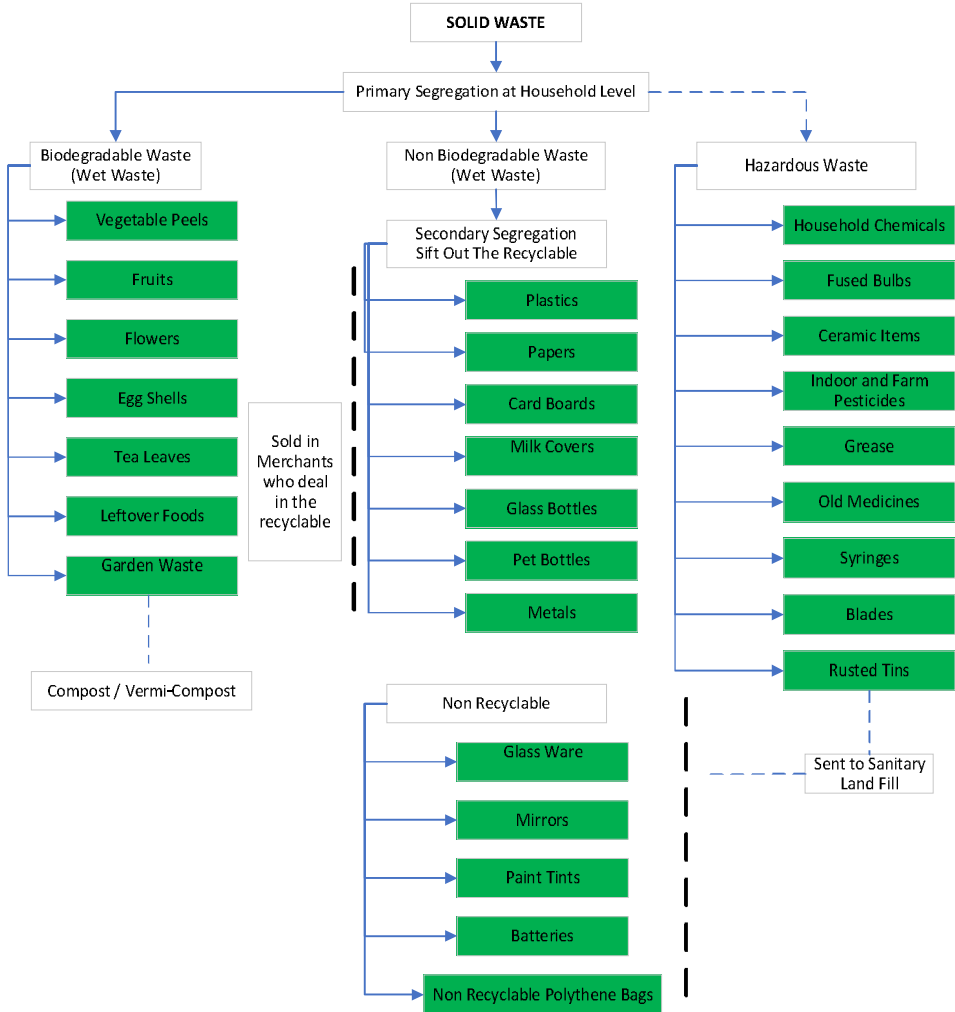 SOLID WASTE
Primary Segregation at Household Level
Biodegradable Waste
(Wet Waste)
Vegetable Peels
Fruits
Flowers
Egg Shells
Tea Leaves
Leftover Foods
Garden Waste
Compost / Vermi-Compost
Non Biodegradable Waste
(Wet Waste)
Secondary Segregation
Sift Out The Recyclable
Plastics
Papers
Card Boards
Milk Covers
Glass Bottles
Pet Bottles
Metals
Sold in
Merchants
who deal
in the
recyclable
Non Recyclable
Glass Ware
Mirrors
Paint Tints
Batteries
Non Recyclable Polythene Bags
Hazardous Waste
Household Chemicals
Fused Bulbs
Ceramic Items
Indoor and Farm
Pesticides
Grease
Old Medicines
Syringes
Blades
Rusted Tins
Sent to Sanitary
Land Fill